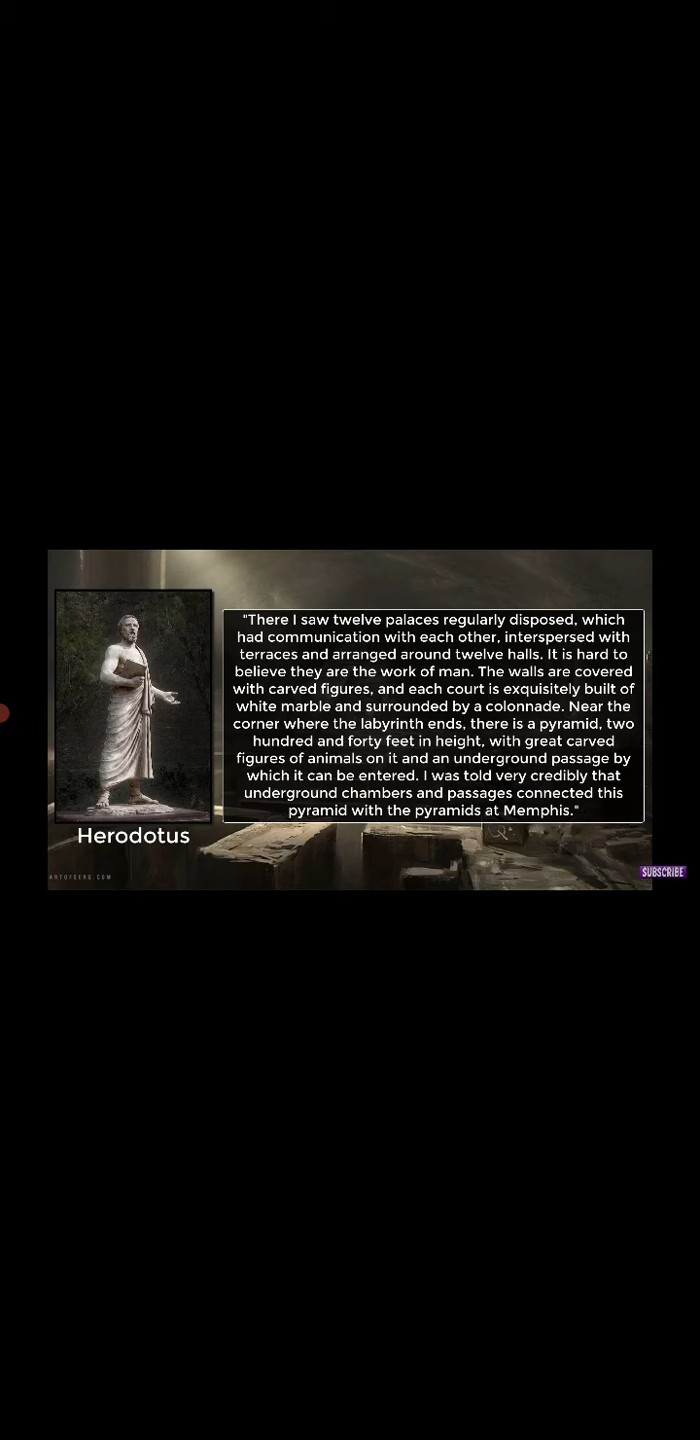 "There I saw twelve palaces regularly disposed, which
had communication with each other, interspersed with
terraces and arranged around twelve halls. It is hard to
believe they are the work of man. The walls are covered
with carved figures, and each court is exquisitely built of
white marble and surrounded by a colonnade. Near the
corner where the labyrinth ends, there is a pyramid, two
hundred and forty feet in height, with great carved
figures of animals on it and an underground passage by
which it can be entered. I was told very credibly that
underground chambers and passages connected this
pyramid with the pyramids at Memphis."
Herodotus
ARTOFSERG.COM
SUBSCRIBE